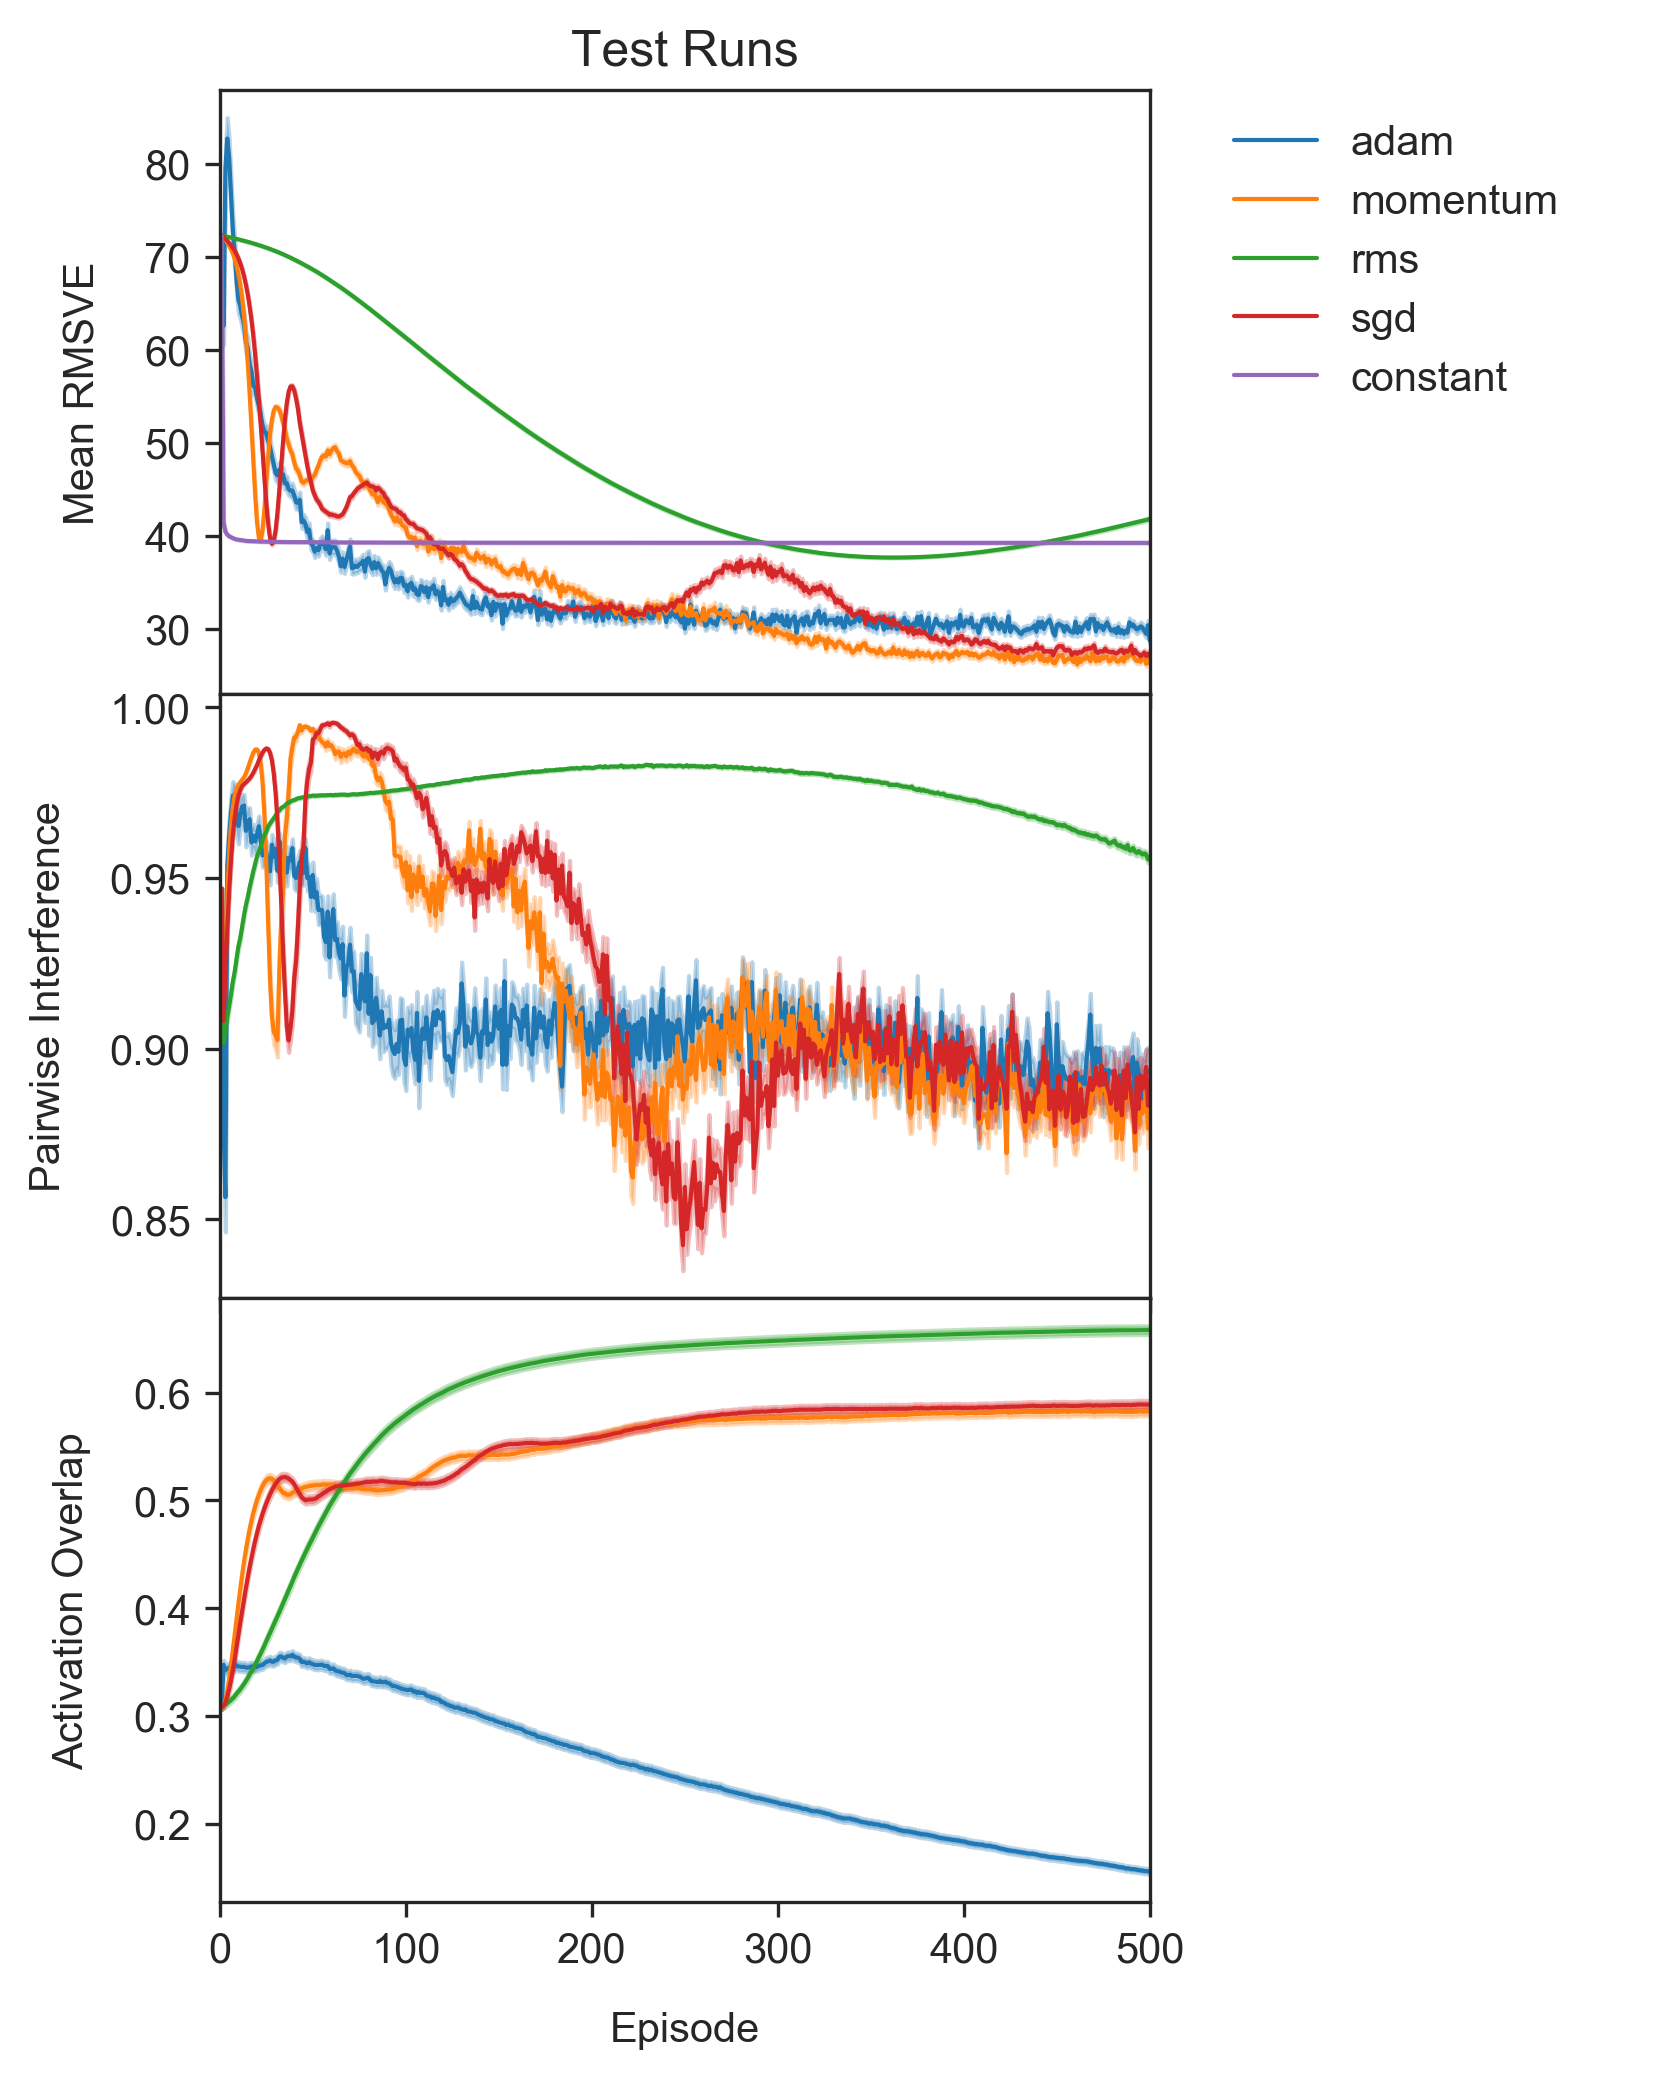 Test Runs
80
70
60
50
40
30
Mean RMSVE
adam
momentum
rms
sgd
constant
1.00
0.95
0.90
0.85
Pairwise Interference
0.6
0.5
0.4
0.3
0.2
Activation Overlap
0 100 200 300 400 500
Episode